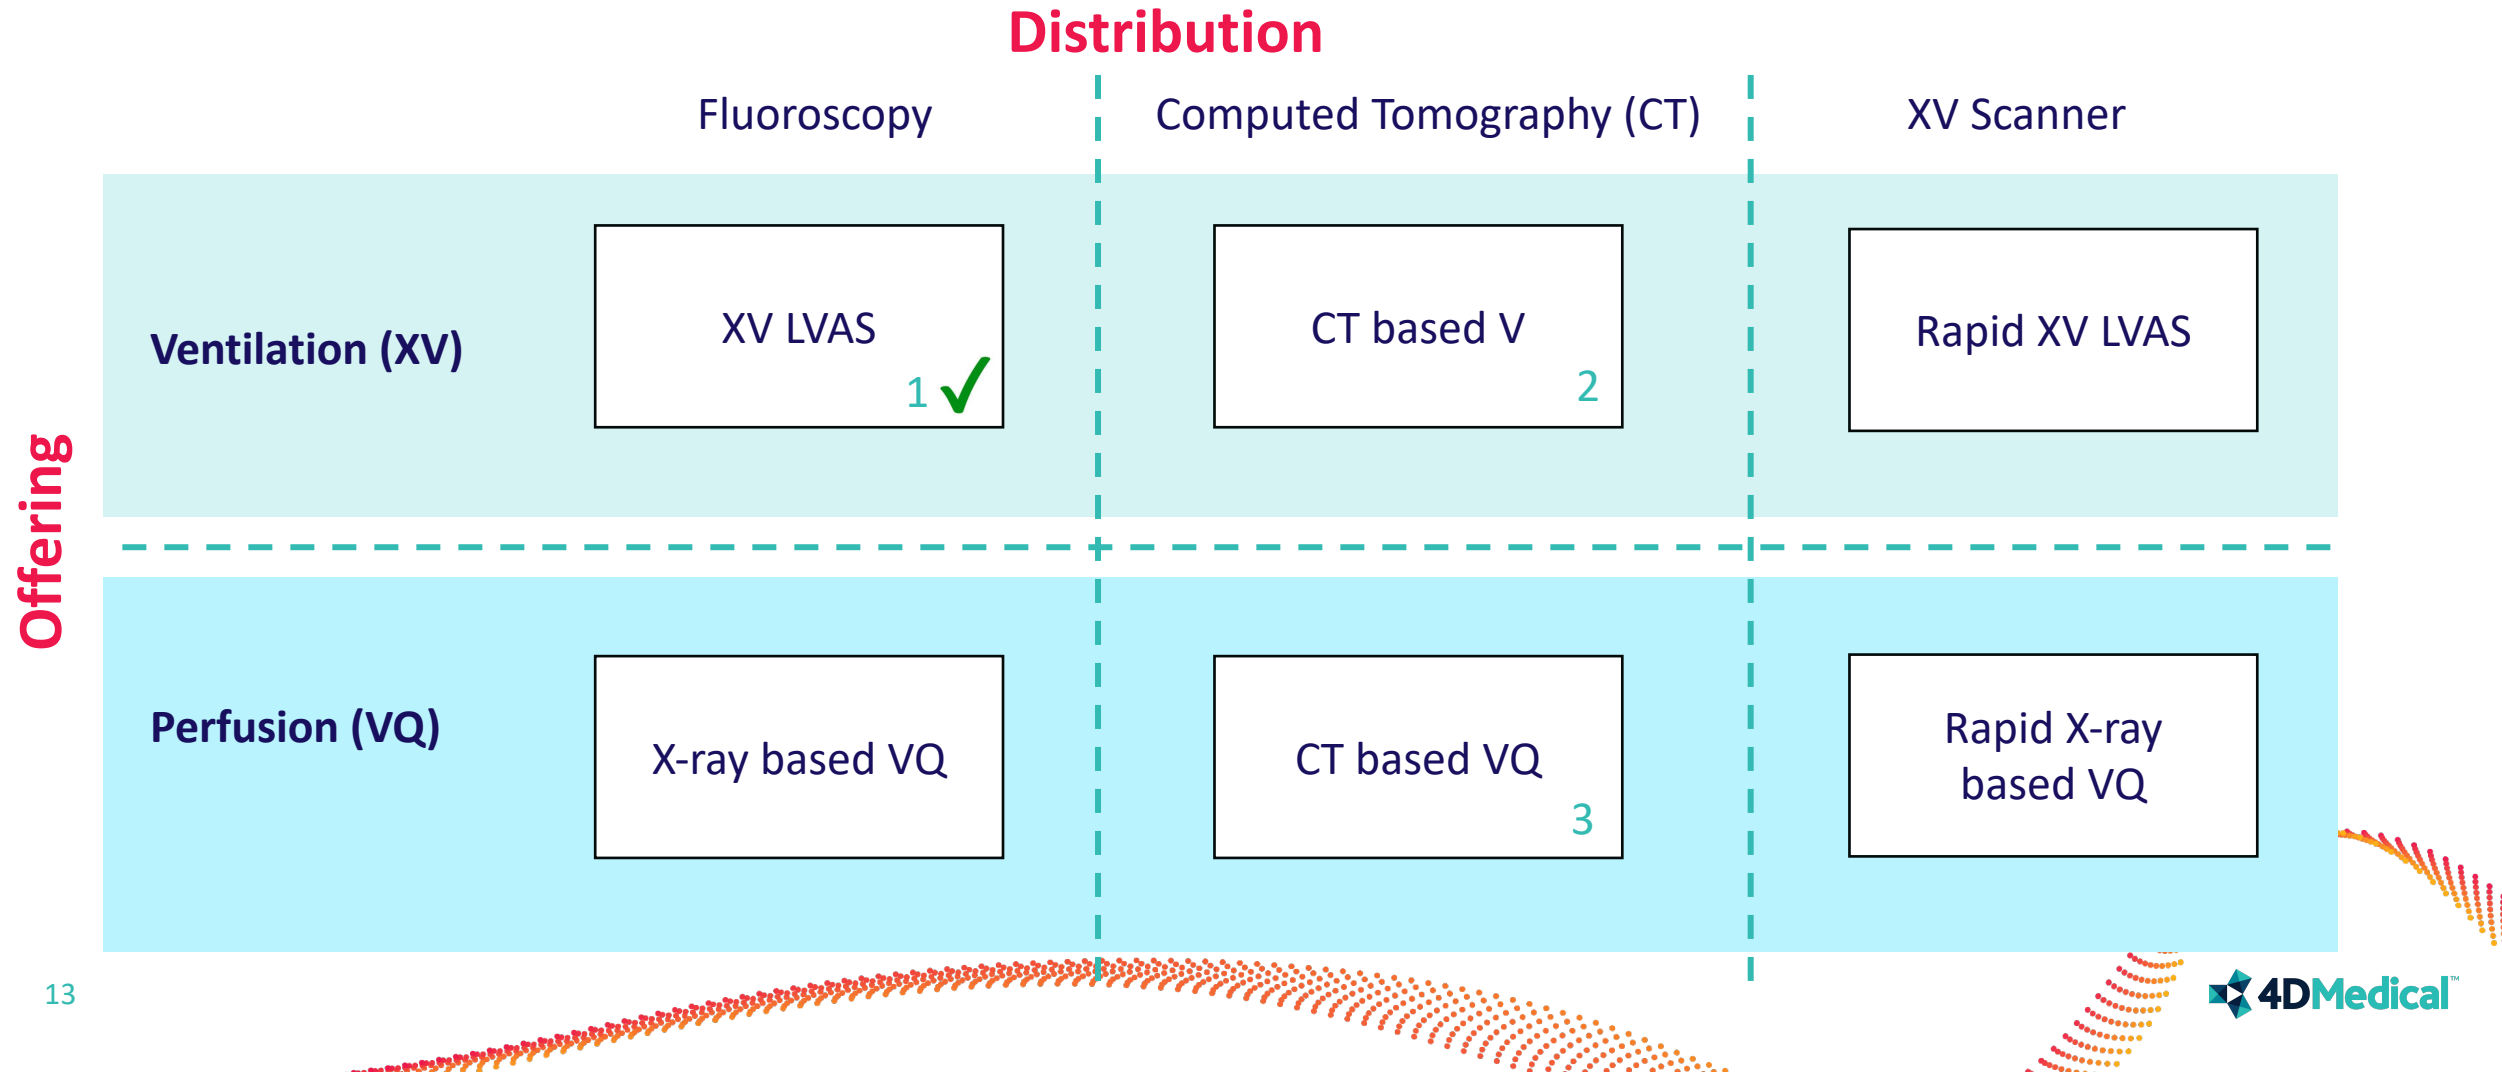 Distribution
Fluoroscopy
Computed Tomography (CT)
XV Scanner
Offering
Ventilation (XV)
XV LVAS
1 ✓
CT based V
2
Rapid XV LVAS
Perfusion (VQ)
X-ray based VQ
CT based VQ
3
Rapid X-ray
based VQ
13
4DMedical™